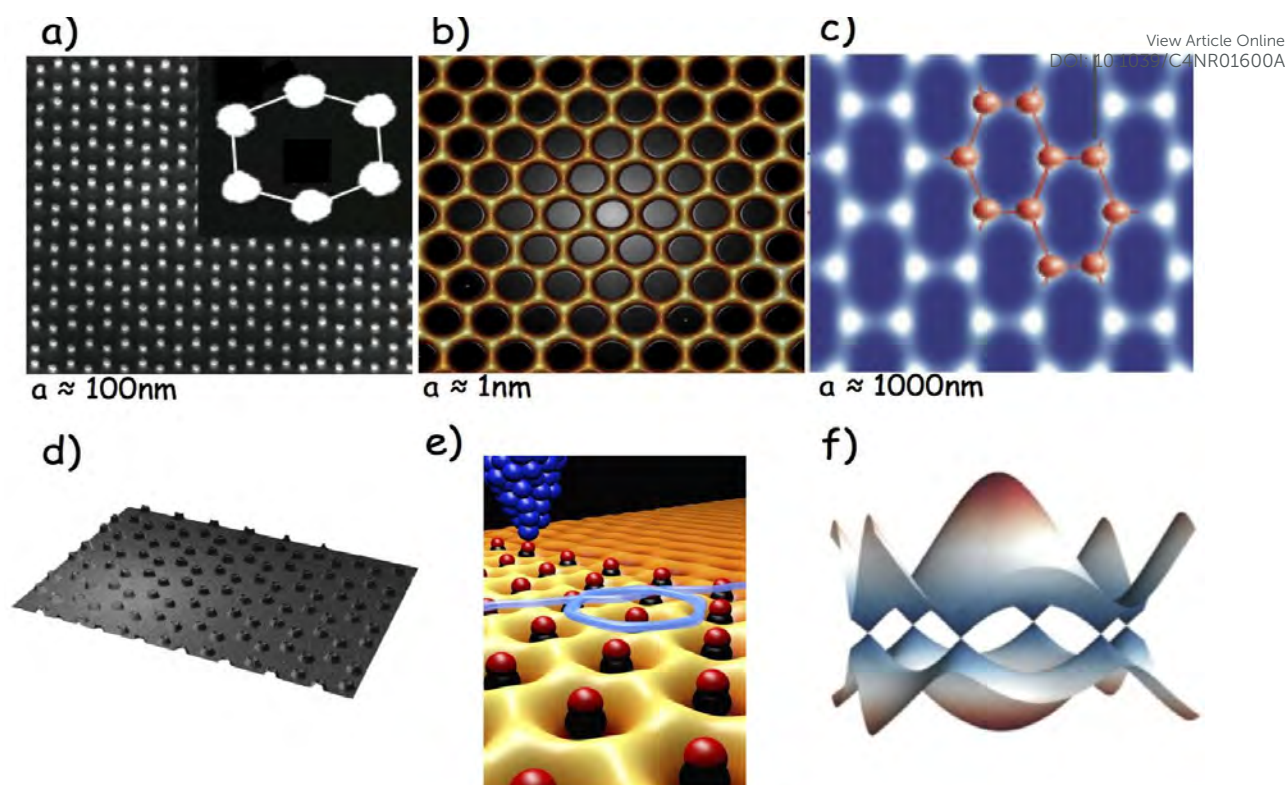 a)
b)
c)
View Article Online
DOI: 10.1039/C4NR01600A
a ≈ 100nm
a ≈ 1nm
a ≈ 1000nm
d)
e)
f)